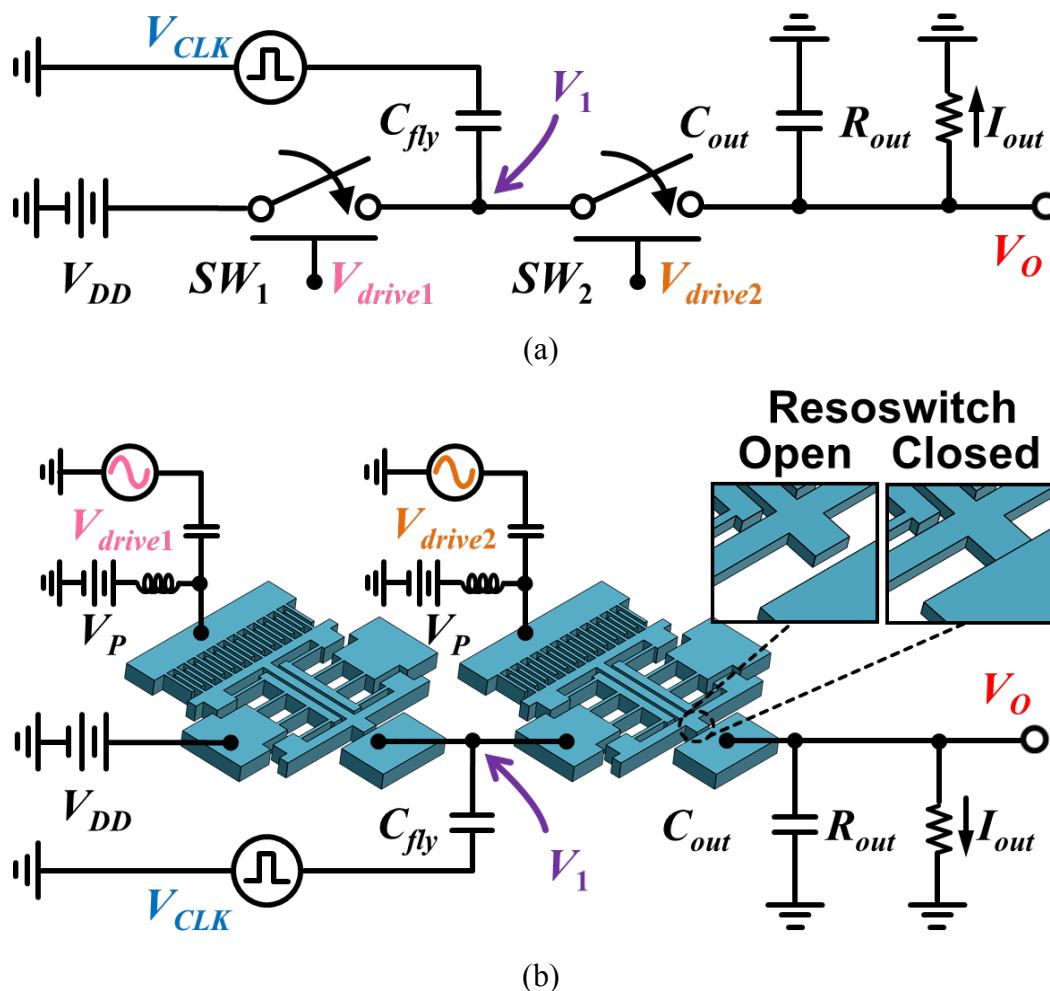 V_CLK
V_1
C_fly
C_out
R_out
I_out
V_DD
SW_1
V_drive1
SW_2
V_drive2
V_O
(a)
Resoswitch
Open
Closed
V_drive1
V_drive2
V_P
V_P
V_O
V_DD
C_fly
C_out
R_out
I_out
V_1
V_CLK
(b)